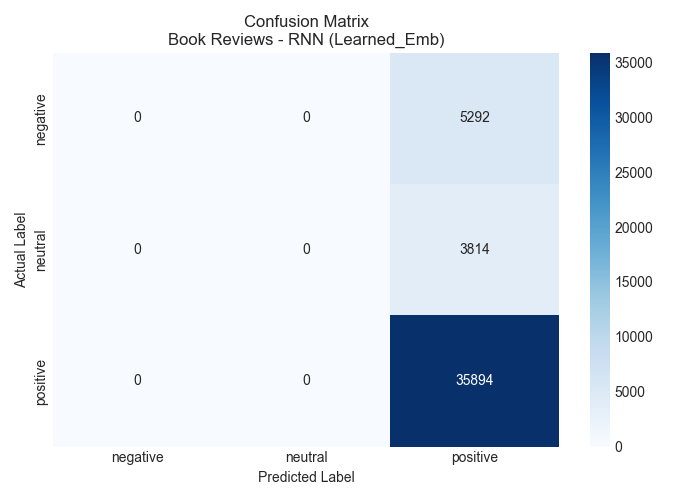 Confusion Matrix
Book Reviews - RNN (Learned_Emb)
negative
0
0
5292
neutral
0
0
3814
positive
0
0
35894
Actual Label
negative
neutral
positive
Predicted Label
35000
30000
25000
20000
15000
10000
5000
0